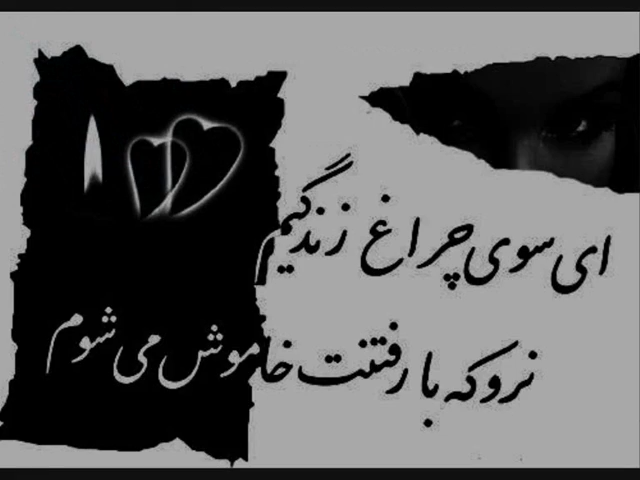 ای سوی چراغ زندگیم
نرو که با رفتنت خاموش می شوم